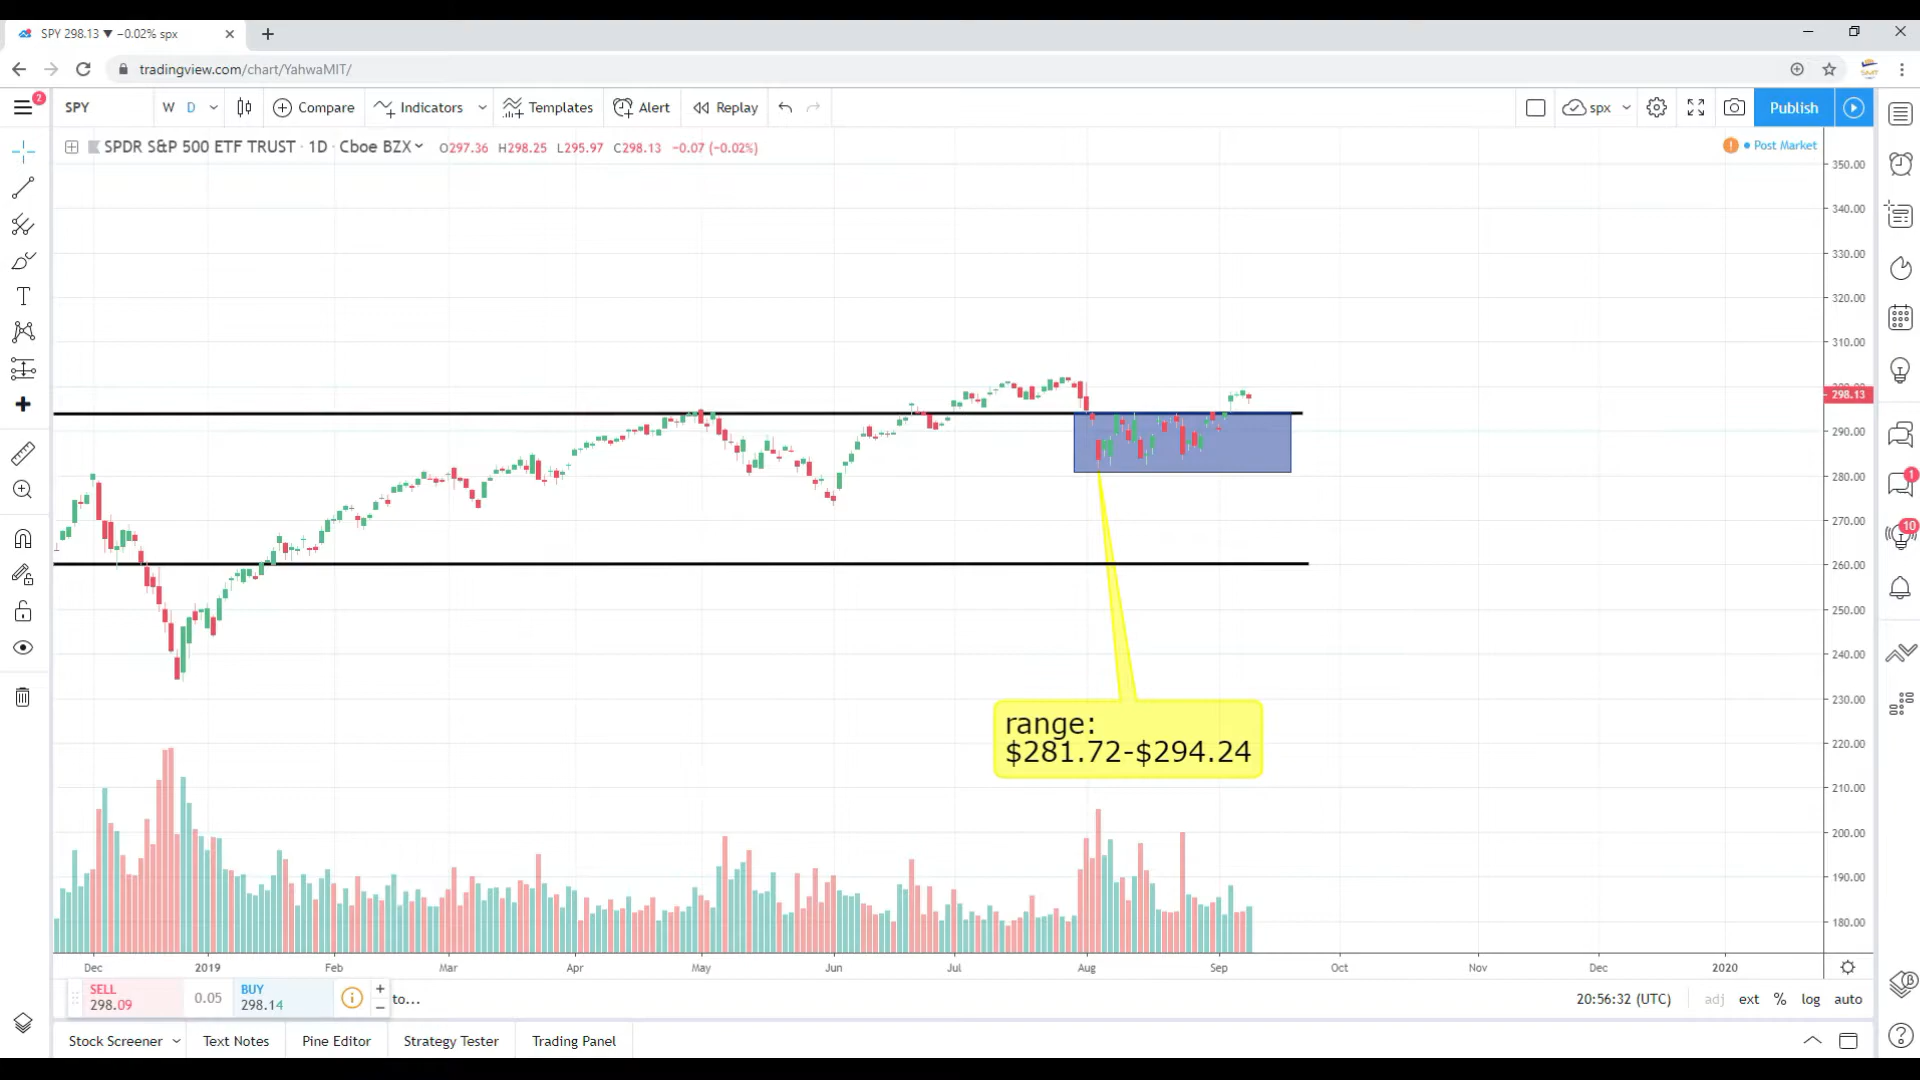 SPY 298.13 ▼ −0.02% spx
tradingview.com/chart/YahwaMIT/
2
SPY
W D
Compare
Indicators
Templates
Alert
Replay
spx
Publish
SPDR S&P 500 ETF TRUST · 1D · Cboe BZX
O297.36 H298.25 L295.97 C298.13 −0.07 (−0.02%)
Post Market
350.00
340.00
330.00
320.00
310.00
298.13
290.00
280.00
270.00
260.00
250.00
240.00
230.00
220.00
210.00
200.00
190.00
180.00
1
10
range:
$281.72-$294.24
Dec 2019 Feb Mar Apr May Jun Jul Aug Sep Oct Nov Dec 2020
SELL
298.09
0.05
BUY
298.14
to...
20:56:32 (UTC)
adj ext % log auto
Stock Screener
Text Notes
Pine Editor
Strategy Tester
Trading Panel